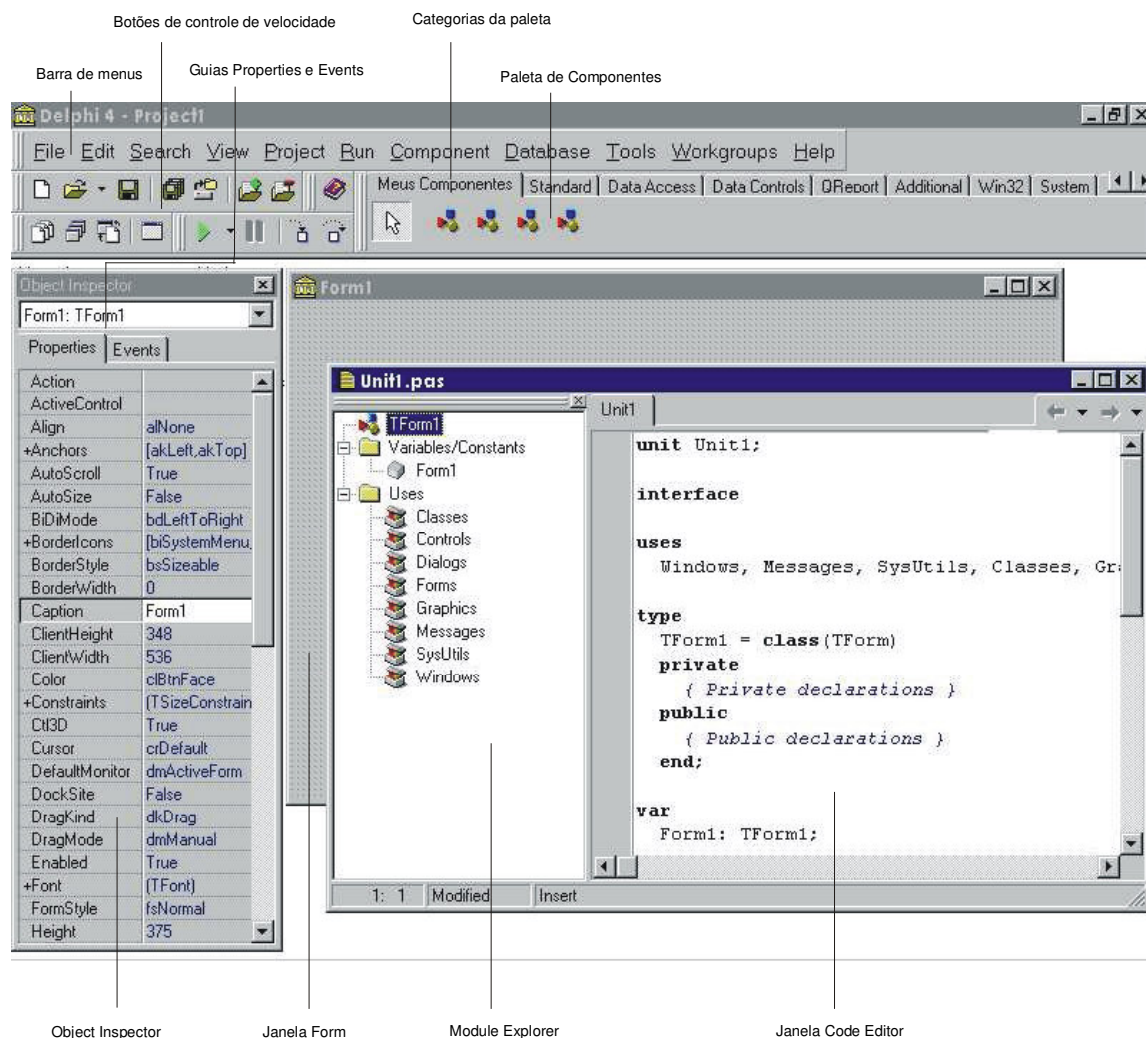 Botões de controle de velocidade
Categorias da paleta
Barra de menus
Guias Properties e Events
Paleta de Componentes
Delphi 4 - Project1
File Edit Search View Project Run Component Database Tools Workgroups Help
Meus Componentes Standard Data Access Data Controls QReport Additional Win32 System
Object Inspector
Form1: TForm1
Properties Events
Action
ActiveControl
Align alNone
+Anchors [akLeft,akTop]
AutoScroll True
AutoSize False
BiDiMode bdLeftToRight
+BorderIcons [biSystemMenu,
BorderStyle bsSizeable
BorderWidth 0
Caption Form1
ClientHeight 348
ClientWidth 536
Color clBtnFace
+Constraints (TSizeConstrain
Ctl3D True
Cursor crDefault
DefaultMonitor dmActiveForm
DockSite False
DragKind dkDrag
DragMode dmManual
Enabled True
+Font (TFont)
FormStyle fsNormal
Height 375
Form1
Unit1.pas
TForm1
Variables/Constants
Form1
Uses
Classes
Controls
Dialogs
Forms
Graphics
Messages
SysUtils
Windows
Unit1
unit Unit1;
interface
uses
Windows, Messages, SysUtils, Classes, Gr
type
TForm1 = class(TForm)
private
{ Private declarations }
public
{ Public declarations }
end;
var
Form1: TForm1;
1: 1 Modified Insert
Object Inspector
Janela Form
Module Explorer
Janela Code Editor